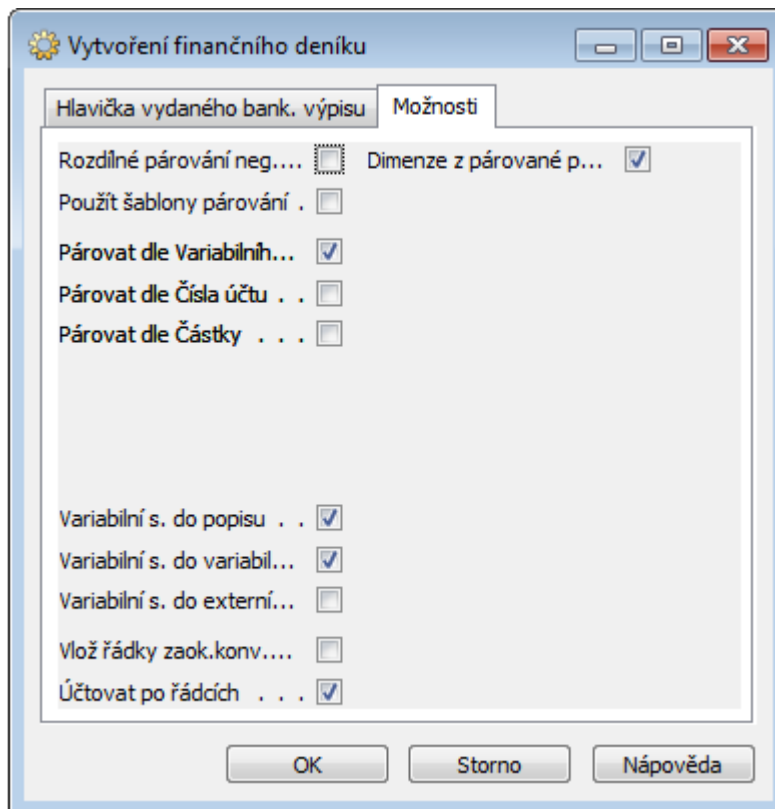 Vytvoření finančního deníku
Hlavička vydaného bank. výpisu Možnosti
Rozdílné párování neg.... Dimenze z párované p...
Použít šablony párování .
Párovat dle Variabilníh...
Párovat dle Čísla účtu . .
Párovat dle Částky . . .
Variabilní s. do popisu . .
Variabilní s. do variabil...
Variabilní s. do externí...
Vlož řádky zaok.konv....
Účtovat po řádcích . . .
OK Storno Nápověda